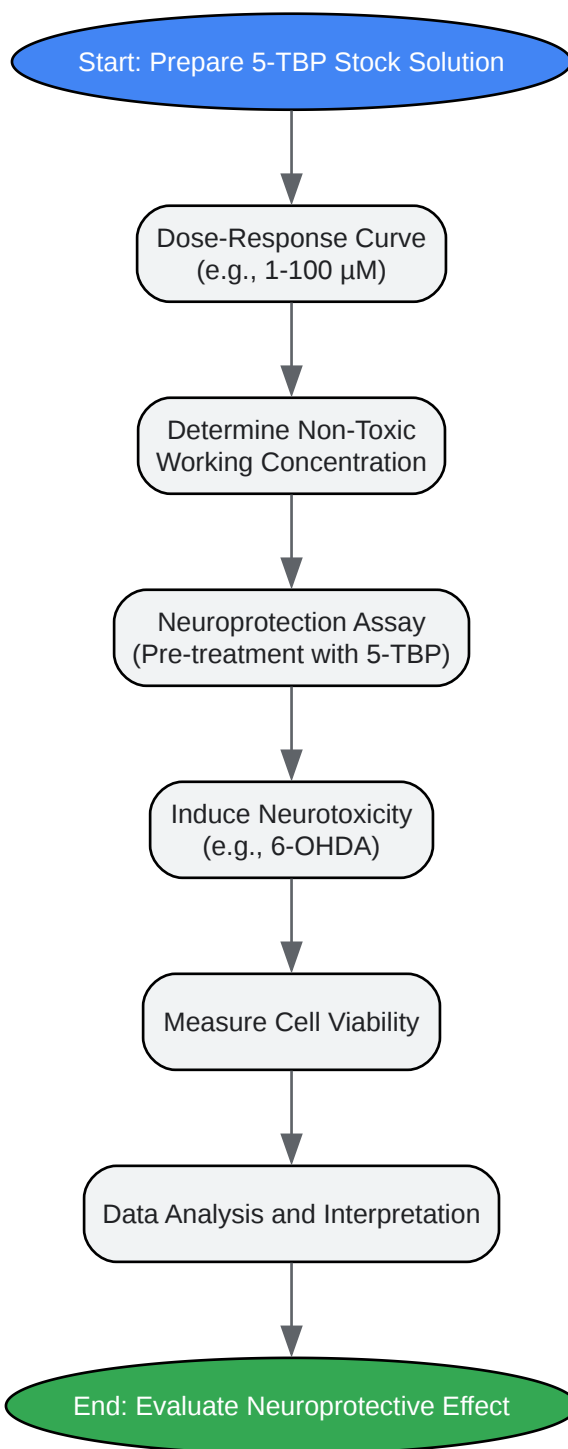 Start: Prepare 5-TBP Stock Solution
Dose-Response Curve
(e.g., 1-100 µM)
Determine Non-Toxic
Working Concentration
Neuroprotection Assay
(Pre-treatment with 5-TBP)
Induce Neurotoxicity
(e.g., 6-OHDA)
Measure Cell Viability
Data Analysis and Interpretation
End: Evaluate Neuroprotective Effect